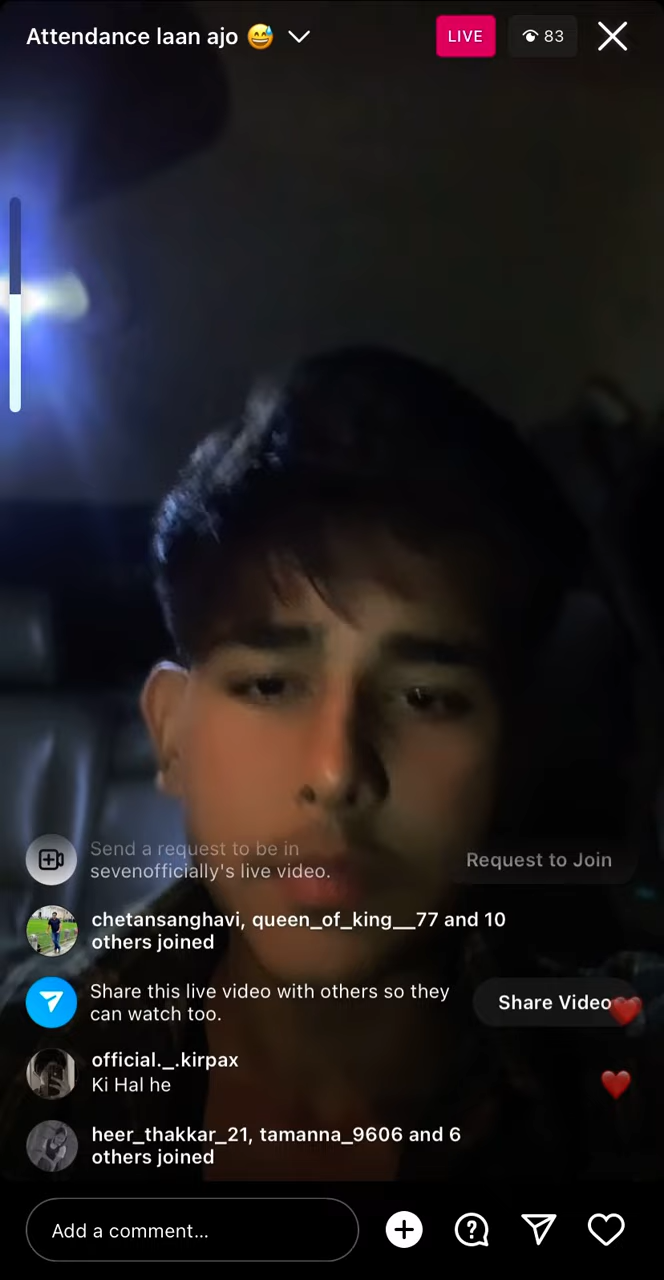 Attendance laan ajo 😅
LIVE
83
Send a request to be in
sevenofficially's live video.
Request to Join
chetansanghavi, queen_of_king__77 and 10
others joined
Share this live video with others so they
can watch too.
Share Video
official._.kirpax
Ki Hal he
heer_thakkar_21, tamanna_9606 and 6
others joined
Add a comment...